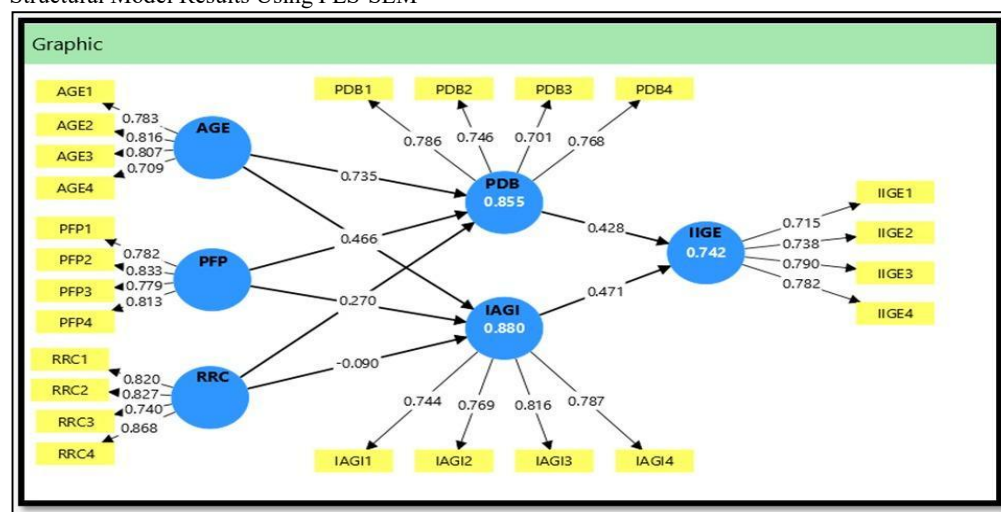 Structural Model Results Using PLS-SEM
Graphic
AGE1
AGE2
AGE3
AGE4
0.783
0.816
0.807
0.709
AGE
PFP1
PFP2
PFP3
PFP4
0.782
0.833
0.779
0.813
PFP
RRC1
RRC2
RRC3
RRC4
0.820
0.827
0.740
0.868
RRC
0.735
0.466
0.270
-0.090
PDB1 PDB2 PDB3 PDB4
0.786 0.746 0.701 0.768
PDB
0.855
IAGI
0.880
0.744 0.769 0.816 0.787
IAGI1 IAGI2 IAGI3 IAGI4
0.428
0.471
IIGE
0.742
0.715
0.738
0.790
0.782
IIGE1
IIGE2
IIGE3
IIGE4